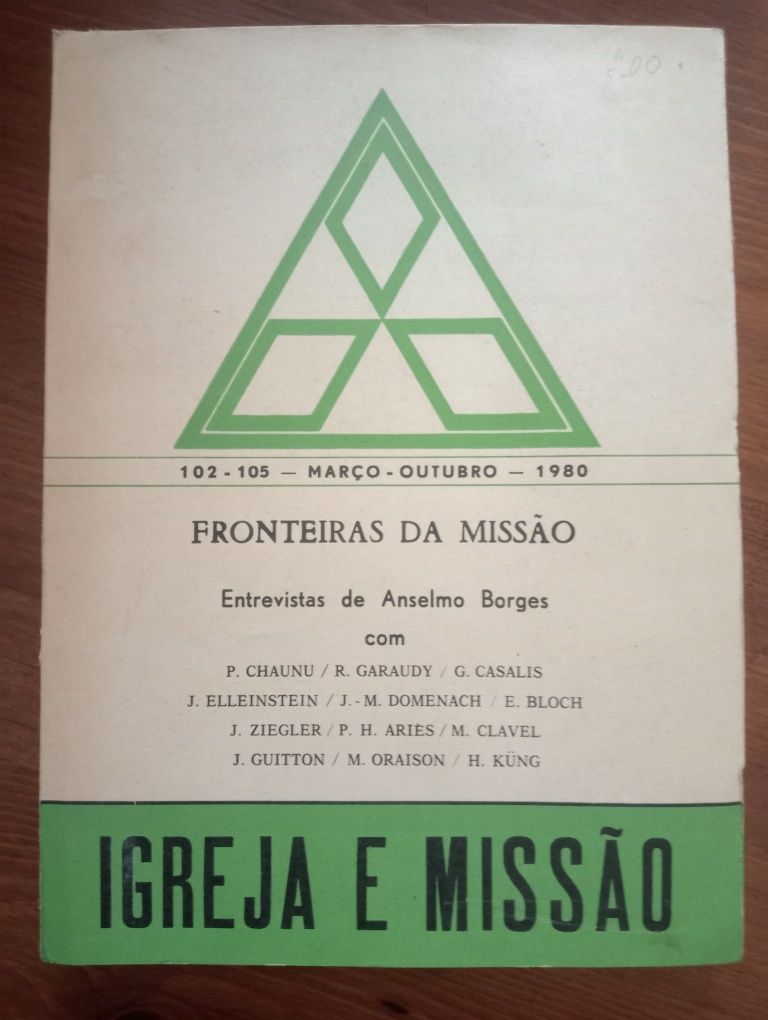 102-105 — MARÇO-OUTUBRO — 1980
FRONTEIRAS DA MISSÃO
Entrevistas de Anselmo Borges
com
P. CHAUNU / R. GARAUDY / G. CASALIS
J. ELLEINSTEIN / J.-M. DOMENACH / E. BLOCH
J. ZIEGLER / P. H. ARIÈS / M. CLAVEL
J. GUITTON / M. ORAISON / H. KÜNG
IGREJA E MISSÃO